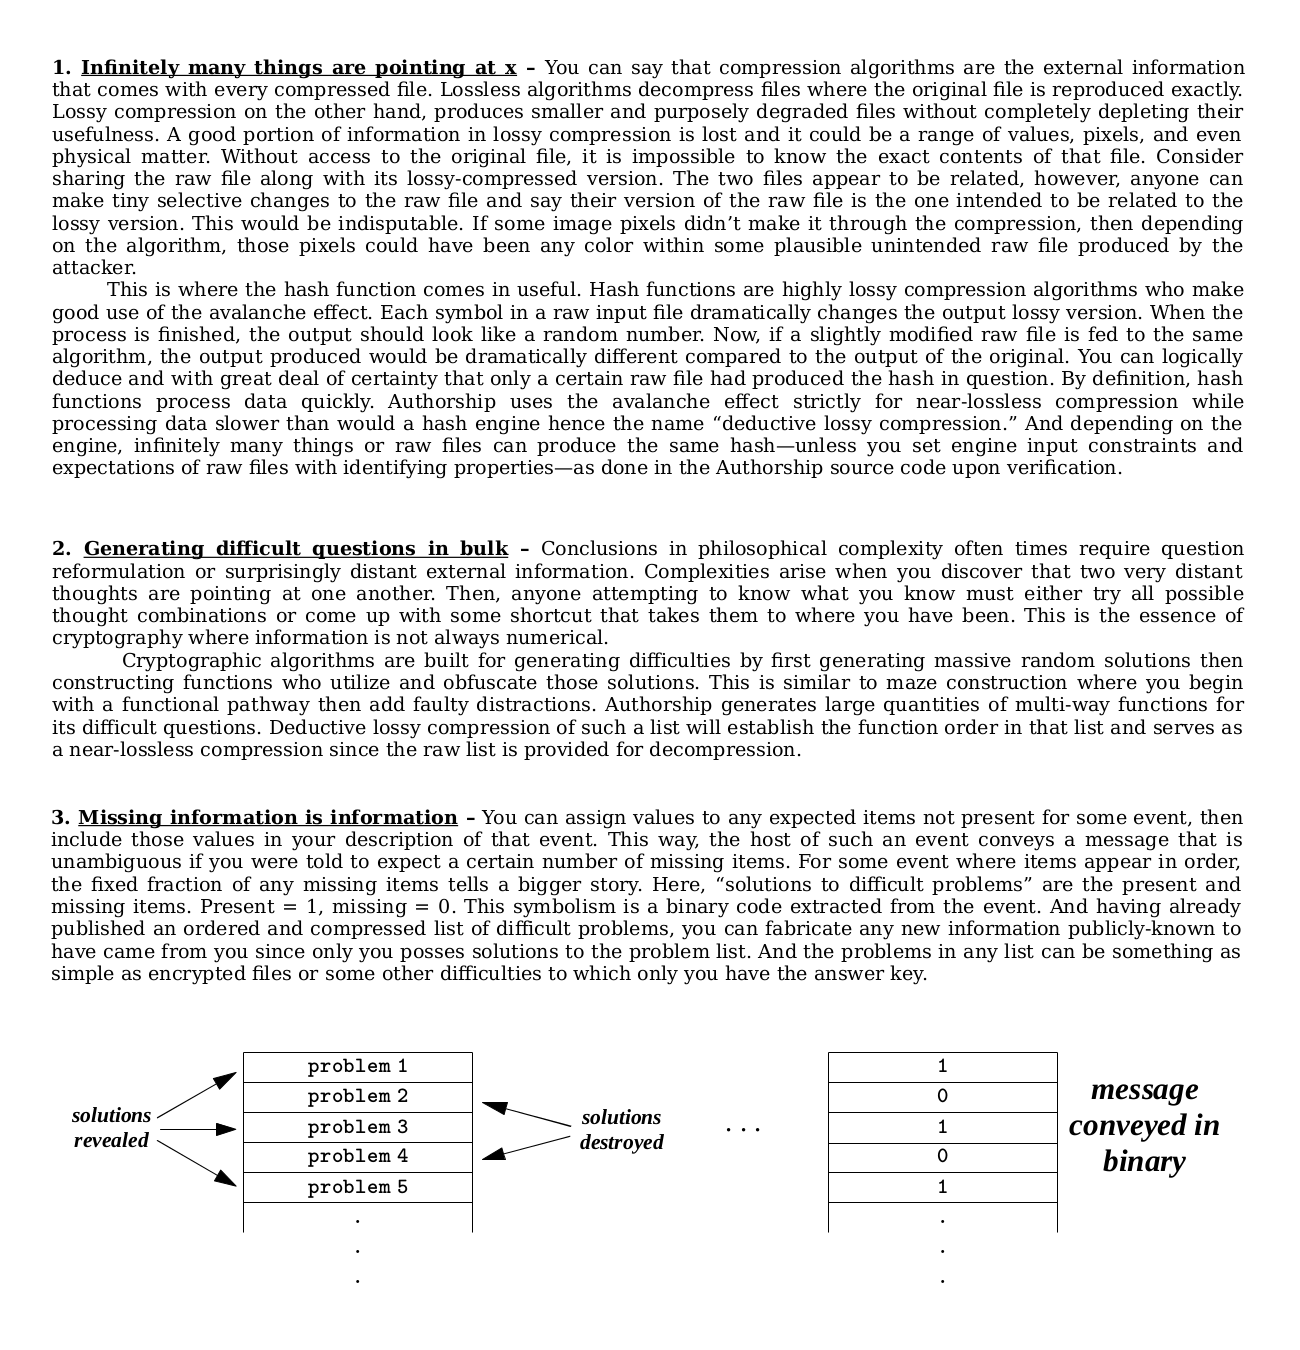 1. Infinitely many things are pointing at x – You can say that compression algorithms are the external information
that comes with every compressed file. Lossless algorithms decompress files where the original file is reproduced exactly.
Lossy compression on the other hand, produces smaller and purposely degraded files without completely depleting their
usefulness. A good portion of information in lossy compression is lost and it could be a range of values, pixels, and even
physical matter. Without access to the original file, it is impossible to know the exact contents of that file. Consider
sharing the raw file along with its lossy-compressed version. The two files appear to be related, however, anyone can
make tiny selective changes to the raw file and say their version of the raw file is the one intended to be related to the
lossy version. This would be indisputable. If some image pixels didn’t make it through the compression, then depending
on the algorithm, those pixels could have been any color within some plausible unintended raw file produced by the
attacker.
This is where the hash function comes in useful. Hash functions are highly lossy compression algorithms who make
good use of the avalanche effect. Each symbol in a raw input file dramatically changes the output lossy version. When the
process is finished, the output should look like a random number. Now, if a slightly modified raw file is fed to the same
algorithm, the output produced would be dramatically different compared to the output of the original. You can logically
deduce and with great deal of certainty that only a certain raw file had produced the hash in question. By definition, hash
functions process data quickly. Authorship uses the avalanche effect strictly for near-lossless compression while
processing data slower than would a hash engine hence the name “deductive lossy compression.” And depending on the
engine, infinitely many things or raw files can produce the same hash—unless you set engine input constraints and
expectations of raw files with identifying properties—as done in the Authorship source code upon verification.
2. Generating difficult questions in bulk – Conclusions in philosophical complexity often times require question
reformulation or surprisingly distant external information. Complexities arise when you discover that two very distant
thoughts are pointing at one another. Then, anyone attempting to know what you know must either try all possible
thought combinations or come up with some shortcut that takes them to where you have been. This is the essence of
cryptography where information is not always numerical.
Cryptographic algorithms are built for generating difficulties by first generating massive random solutions then
constructing functions who utilize and obfuscate those solutions. This is similar to maze construction where you begin
with a functional pathway then add faulty distractions. Authorship generates large quantities of multi-way functions for
its difficult questions. Deductive lossy compression of such a list will establish the function order in that list and serves as
a near-lossless compression since the raw list is provided for decompression.
3. Missing information is information – You can assign values to any expected items not present for some event, then
include those values in your description of that event. This way, the host of such an event conveys a message that is
unambiguous if you were told to expect a certain number of missing items. For some event where items appear in order,
the fixed fraction of any missing items tells a bigger story. Here, “solutions to difficult problems” are the present and
missing items. Present = 1, missing = 0. This symbolism is a binary code extracted from the event. And having already
published an ordered and compressed list of difficult problems, you can fabricate any new information publicly-known to
have came from you since only you posses solutions to the problem list. And the problems in any list can be something as
simple as encrypted files or some other difficulties to which only you have the answer key.
solutions
revealed
problem 1
problem 2
problem 3
problem 4
problem 5
.
.
.
solutions
destroyed
. . .
1
0
1
0
1
.
.
.
message
conveyed in
binary